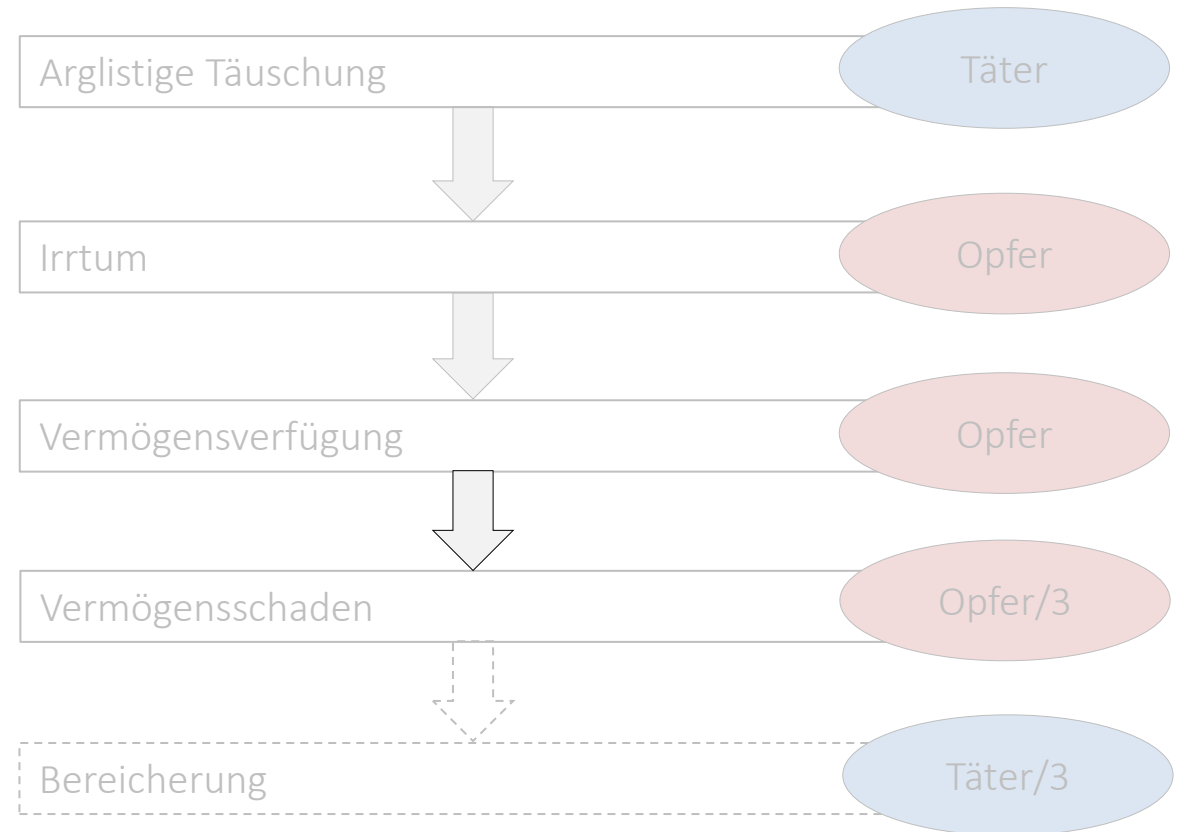 Arglistige Täuschung
Täter
Irrtum
Opfer
Vermögensverfügung
Opfer
Vermögensschaden
Opfer/3
Bereicherung
Täter/3